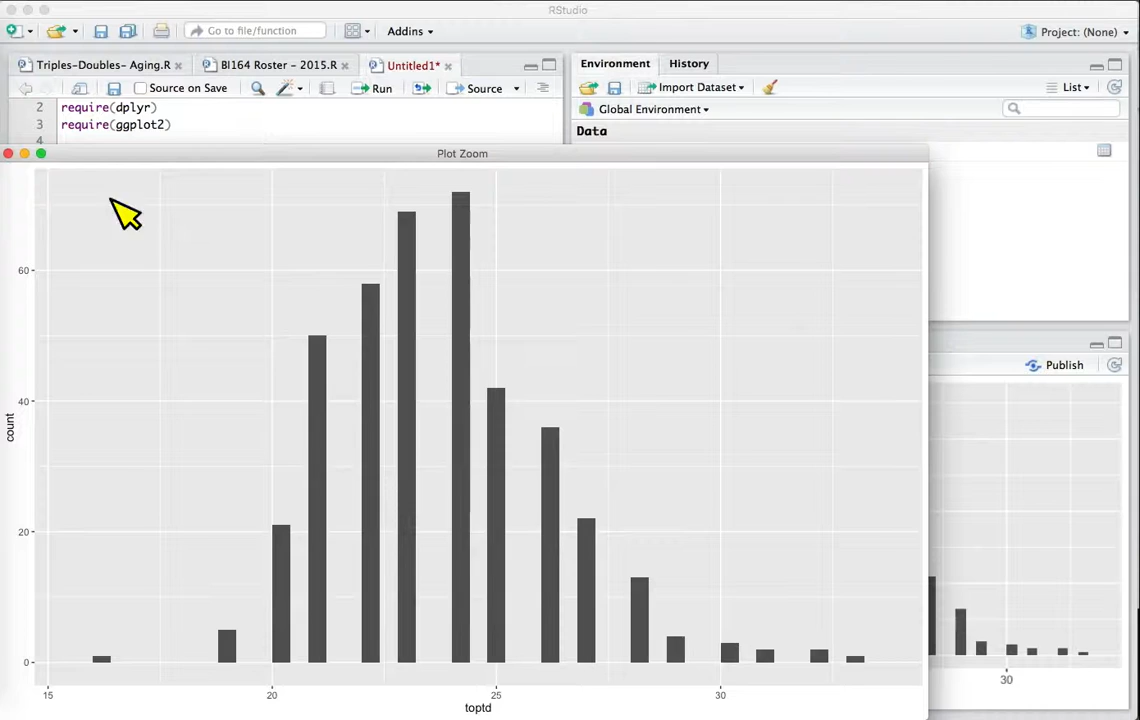 RStudio
Go to file/function
Addins
Project: (None)
Triples-Doubles- Aging.R
BI164 Roster - 2015.R
Untitled1*
Environment
History
Source on Save
Run
Source
Import Dataset
List
2 require(dplyr)
Global Environment
3 require(ggplot2)
Data
4
Plot Zoom
60
40
20
0
count
15 20 25 30
toptd
Publish
30